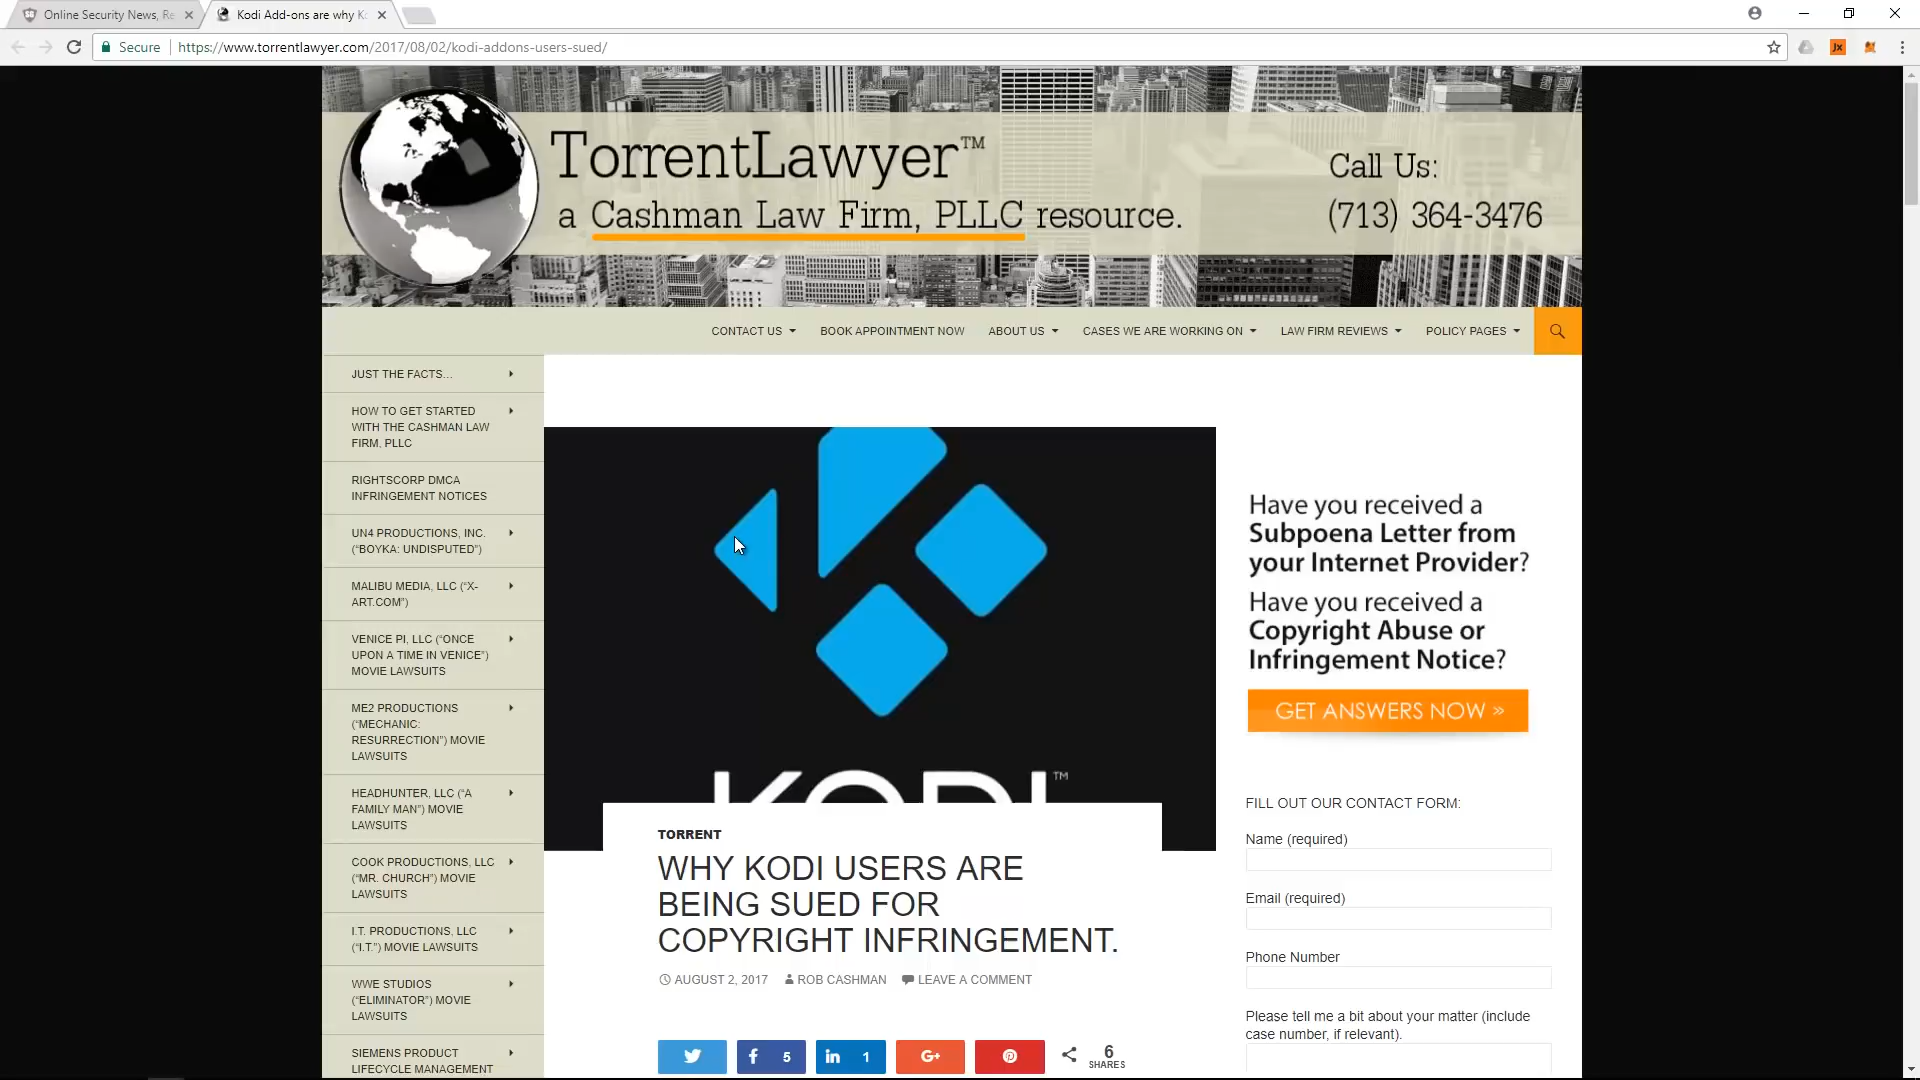 Online Security News, Re
Kodi Add-ons are why Ko
Secure
https://www.torrentlawyer.com/2017/08/02/kodi-addons-users-sued/
Jx
TorrentLawyer™
a Cashman Law Firm, PLLC resource.
Call Us:
(713) 364-3476
CONTACT US
BOOK APPOINTMENT NOW
ABOUT US
CASES WE ARE WORKING ON
LAW FIRM REVIEWS
POLICY PAGES
JUST THE FACTS…
HOW TO GET STARTED
WITH THE CASHMAN LAW
FIRM, PLLC
RIGHTSCORP DMCA
INFRINGEMENT NOTICES
UN4 PRODUCTIONS, INC.
(“BOYKA: UNDISPUTED”)
MALIBU MEDIA, LLC (“X-
ART.COM”)
VENICE PI, LLC (“ONCE
UPON A TIME IN VENICE”)
MOVIE LAWSUITS
ME2 PRODUCTIONS
(“MECHANIC:
RESURRECTION”) MOVIE
LAWSUITS
HEADHUNTER, LLC (“A
FAMILY MAN”) MOVIE
LAWSUITS
COOK PRODUCTIONS, LLC
(“MR. CHURCH”) MOVIE
LAWSUITS
I.T. PRODUCTIONS, LLC
(“I.T.”) MOVIE LAWSUITS
WWE STUDIOS
(“ELIMINATOR”) MOVIE
LAWSUITS
SIEMENS PRODUCT
LIFECYCLE MANAGEMENT
KODI™
TORRENT
WHY KODI USERS ARE
BEING SUED FOR
COPYRIGHT INFRINGEMENT.
AUGUST 2, 2017
ROB CASHMAN
LEAVE A COMMENT
5
1
G+
6
SHARES
Have you received a
Subpoena Letter from
your Internet Provider?
Have you received a
Copyright Abuse or
Infringement Notice?
GET ANSWERS NOW »
FILL OUT OUR CONTACT FORM:
Name (required)
Email (required)
Phone Number
Please tell me a bit about your matter (include
case number, if relevant).